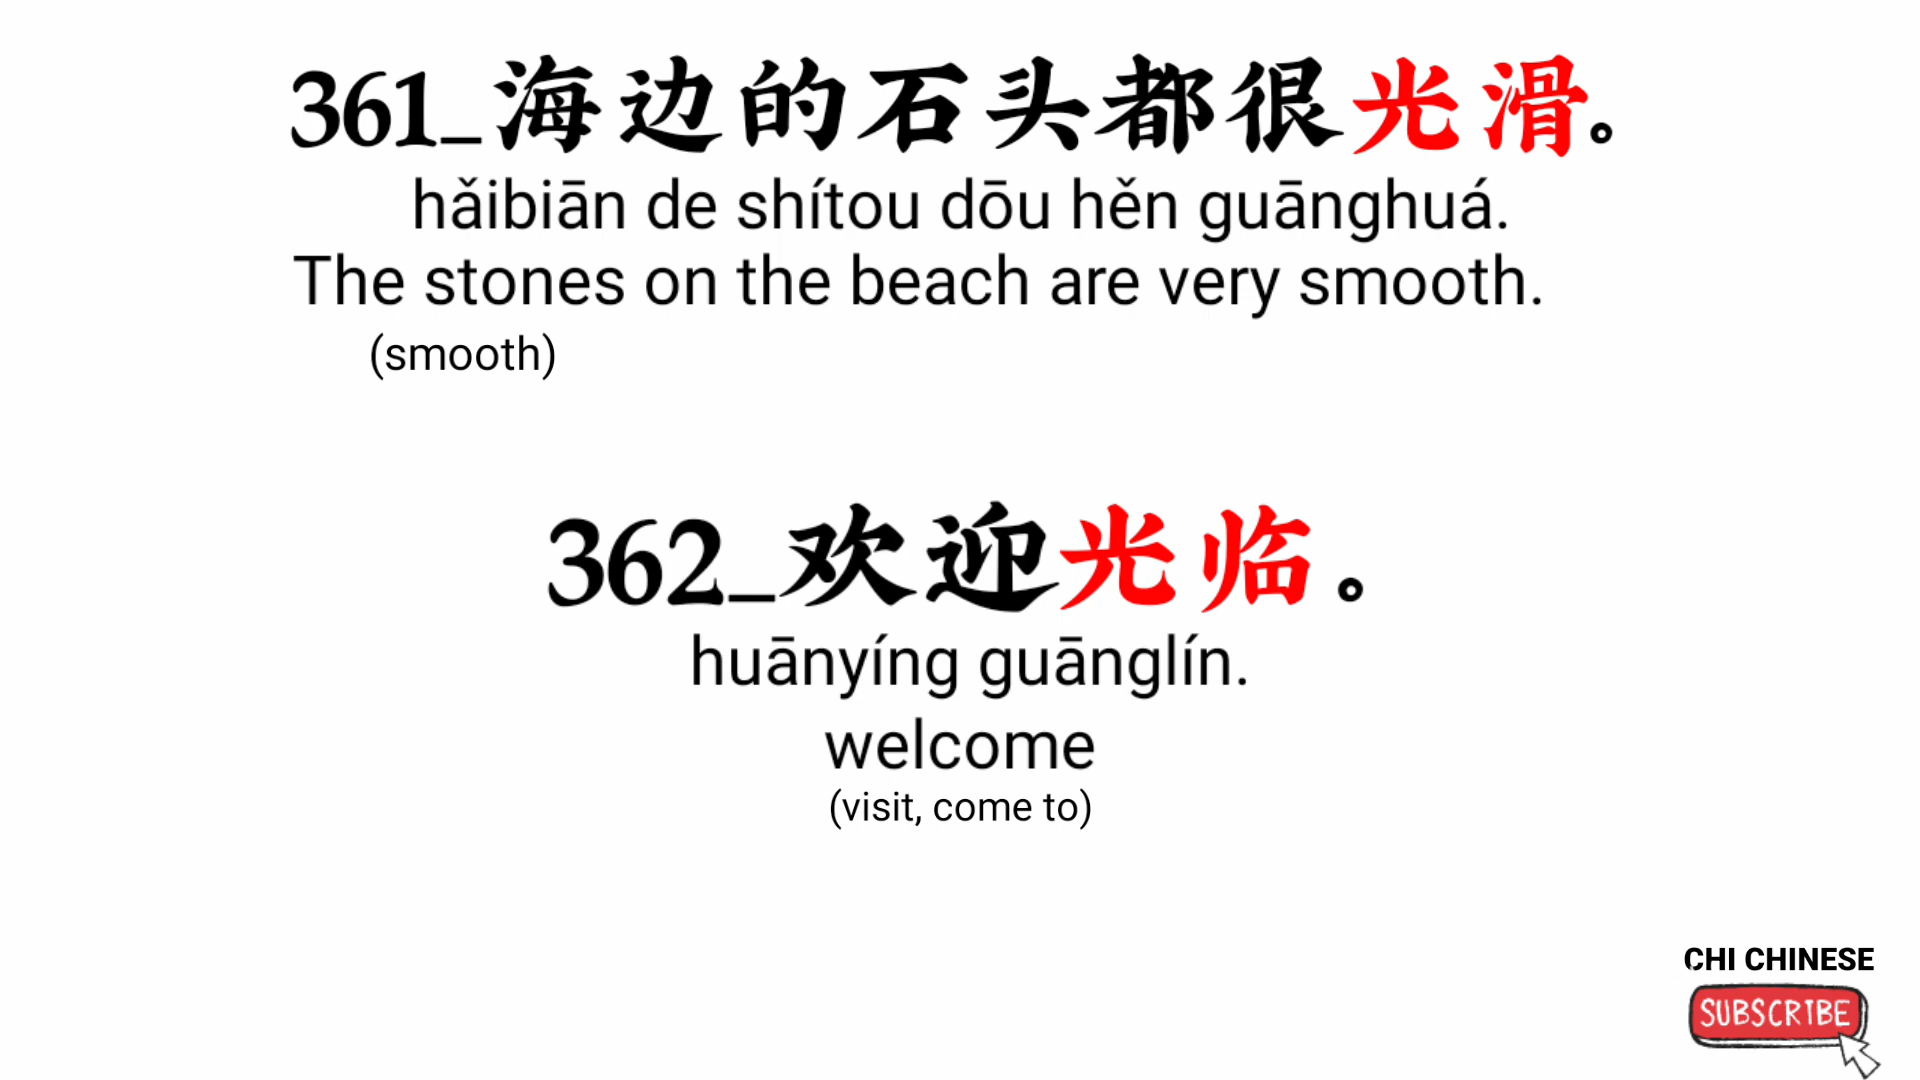 361_海边的石头都很光滑。
hǎibiān de shítou dōu hěn guānghuá.
The stones on the beach are very smooth.
(smooth)
362_欢迎光临。
huānyíng guānglín.
welcome
(visit, come to)
CHI CHINESE
SUBSCRIBE